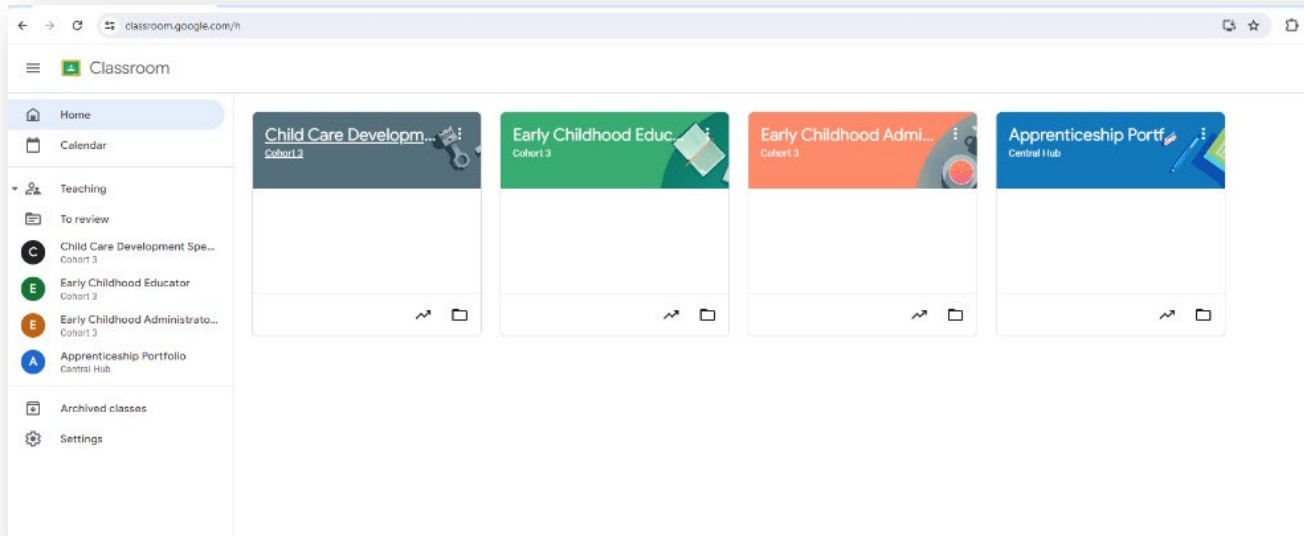 classroom.google.com/h
Classroom
Home
Calendar
Teaching
To review
C
Child Care Development Spe...
Cohort 3
E
Early Childhood Educator
Cohort 3
E
Early Childhood Administrato...
Cohort 3
A
Apprenticeship Portfolio
Central Hub
Archived classes
Settings
Child Care Developm...
Cohort 3
Early Childhood Educ...
Cohort 3
Early Childhood Admi...
Cohort 3
Apprenticeship Portf...
Central Hub